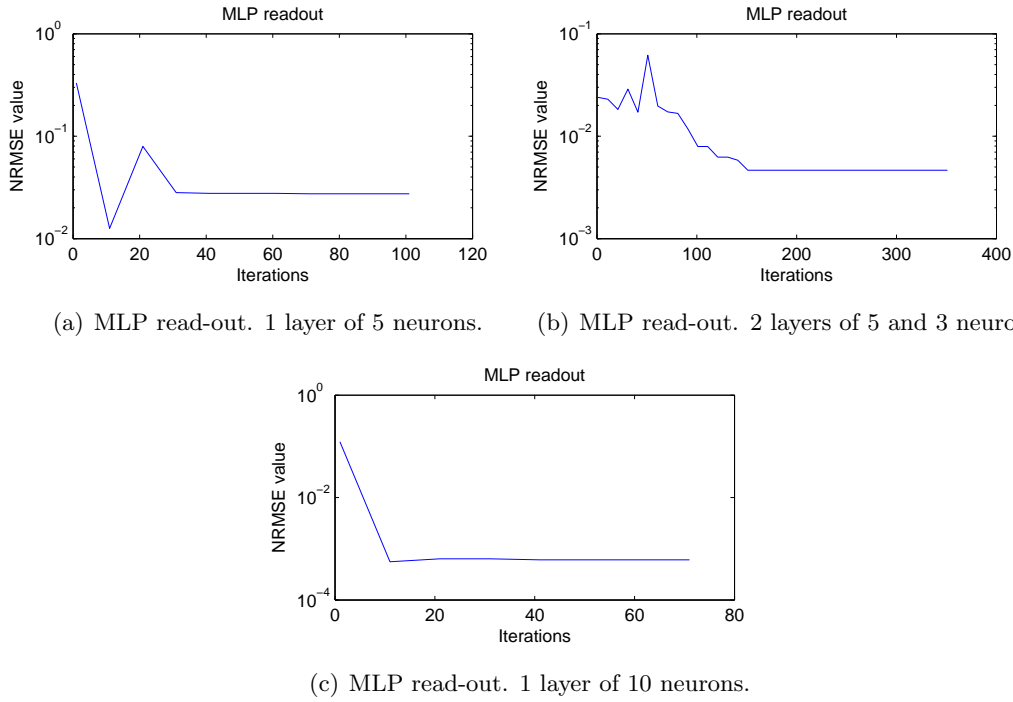 MLP readout
NRMSE value
10^0
10^-1
10^-2
0 20 40 60 80 100 120
Iterations
(a) MLP read-out. 1 layer of 5 neurons.
MLP readout
NRMSE value
10^-1
10^-2
10^-3
0 100 200 300 400
Iterations
(b) MLP read-out. 2 layers of 5 and 3 neuro
MLP readout
NRMSE value
10^0
10^-2
10^-4
0 20 40 60 80
Iterations
(c) MLP read-out. 1 layer of 10 neurons.